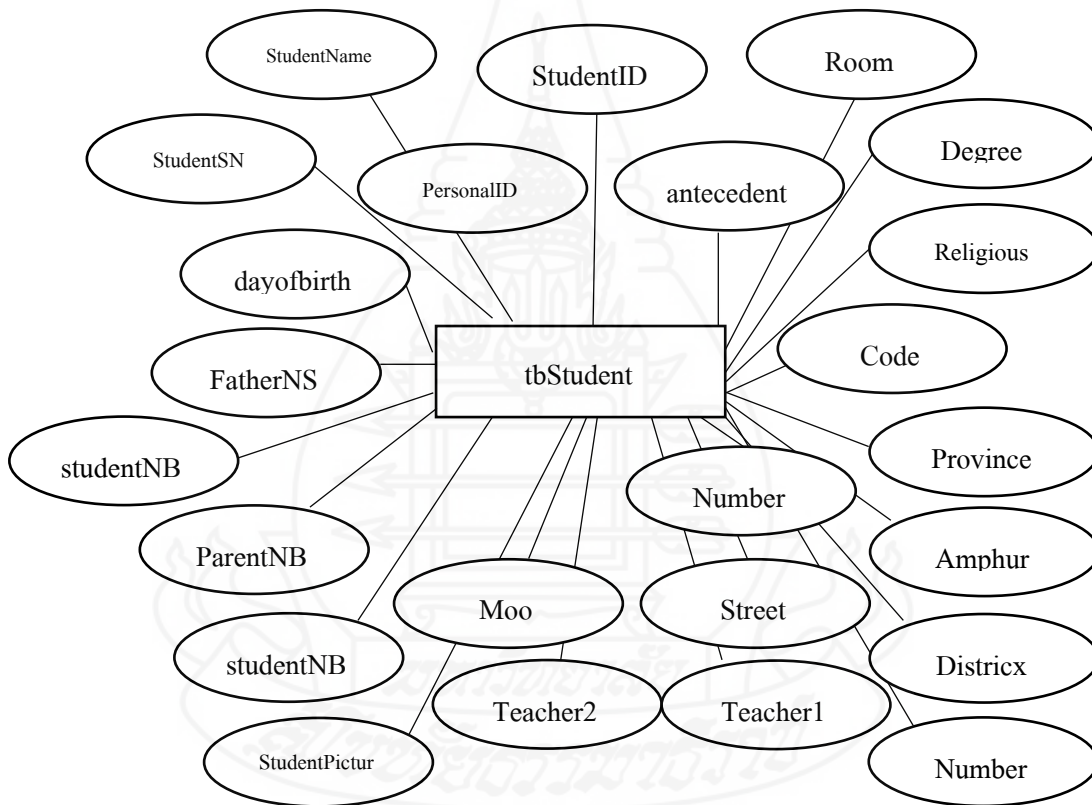 StudentName
StudentID
Room
StudentSN
PersonalID
antecedent
Degree
dayofbirth
Religious
FatherNS
tbStudent
Code
studentNB
Number
Province
ParentNB
Amphur
Moo
Street
studentNB
Districx
Teacher2
Teacher1
StudentPictur
Number